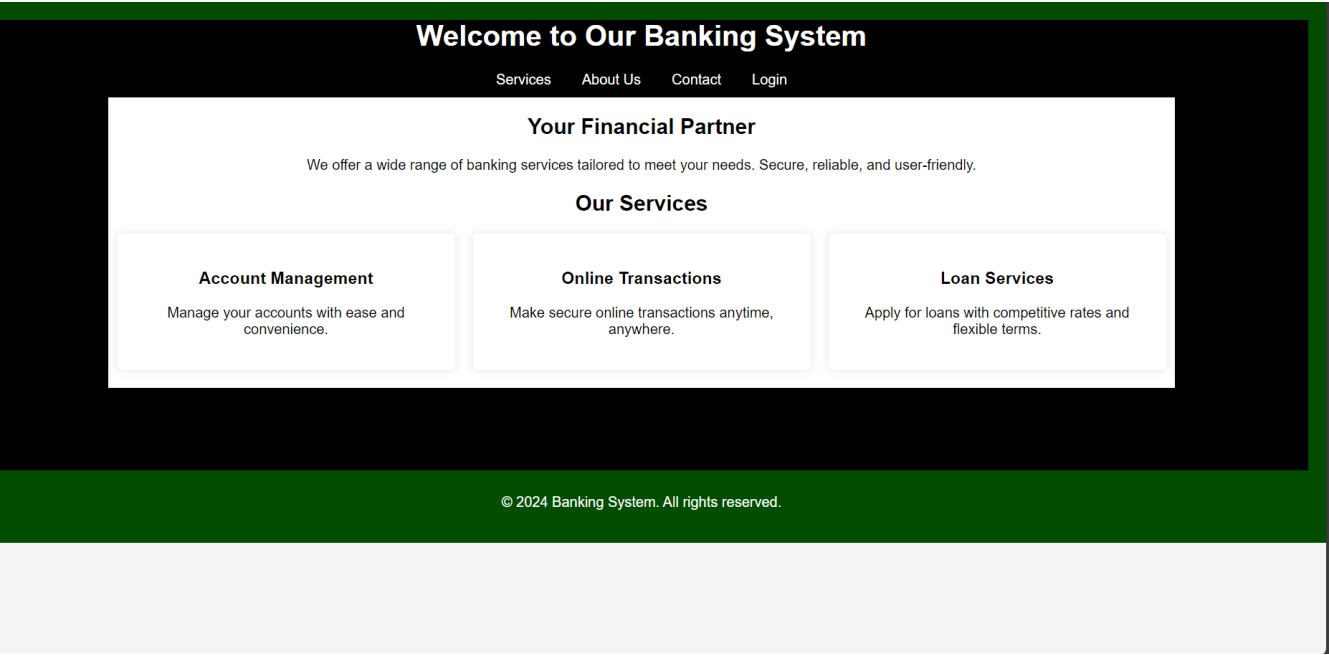 Welcome to Our Banking System
Services About Us Contact Login
Your Financial Partner
We offer a wide range of banking services tailored to meet your needs. Secure, reliable, and user-friendly.
Our Services
Account Management
Manage your accounts with ease and
convenience.
Online Transactions
Make secure online transactions anytime,
anywhere.
Loan Services
Apply for loans with competitive rates and
flexible terms.
© 2024 Banking System. All rights reserved.